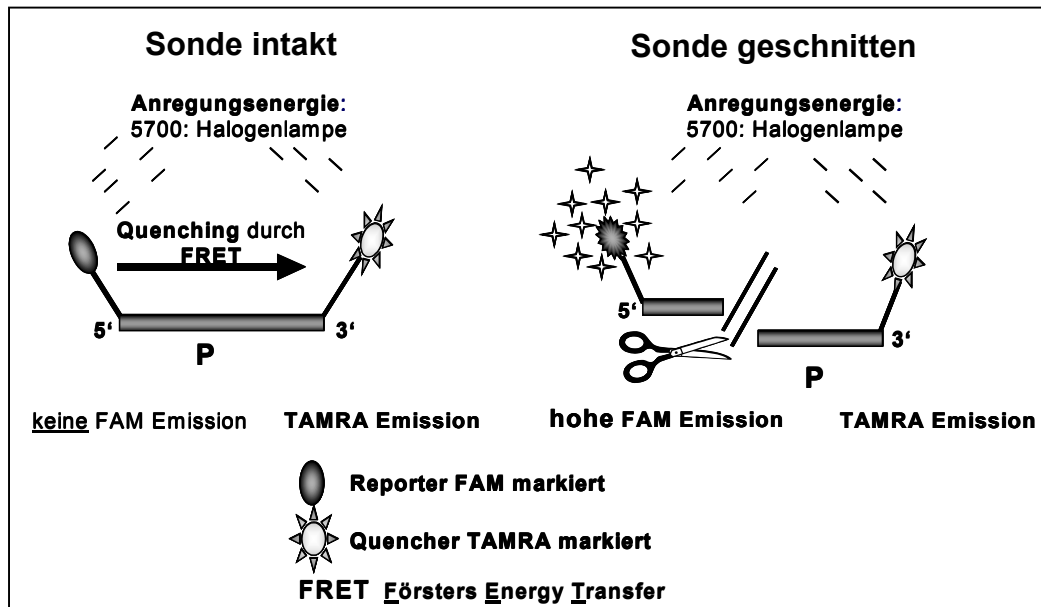 Sonde intakt
Anregungsenergie:
5700: Halogenlampe
Quenching durch
FRET
5‘
3‘
P
keine FAM Emission
TAMRA Emission
Sonde geschnitten
Anregungsenergie:
5700: Halogenlampe
5‘
3‘
P
hohe FAM Emission
TAMRA Emission
Reporter FAM markiert
Quencher TAMRA markiert
FRET Försters Energy Transfer